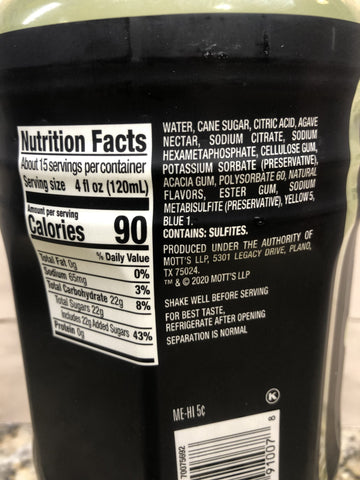 Nutrition Facts
About 15 servings per container
Serving size 4 fl oz (120mL)
Amount per serving
Calories 90
% Daily Value
Total Fat 0g 0%
Sodium 65mg 3%
Total Carbohydrate 22g 8%
Total Sugars 22g
Includes 22g Added Sugars 43%
Protein 0g
WATER, CANE SUGAR, CITRIC ACID, AGAVE
NECTAR, SODIUM CITRATE, SODIUM
HEXAMETAPHOSPHATE, CELLULOSE GUM,
POTASSIUM SORBATE (PRESERVATIVE),
ACACIA GUM, POLYSORBATE 60, NATURAL
FLAVORS, ESTER GUM, SODIUM
METABISULFITE (PRESERVATIVE), YELLOW 5,
BLUE 1.
CONTAINS: SULFITES.
PRODUCED UNDER THE AUTHORITY OF
MOTT'S LLP, 5301 LEGACY DRIVE, PLANO,
TX 75024.
™ & © 2020 MOTT'S LLP
SHAKE WELL BEFORE SERVING
FOR BEST TASTE,
REFRIGERATE AFTER OPENING
SEPARATION IS NORMAL
K
ME-HI 5¢
70075692
91007
8